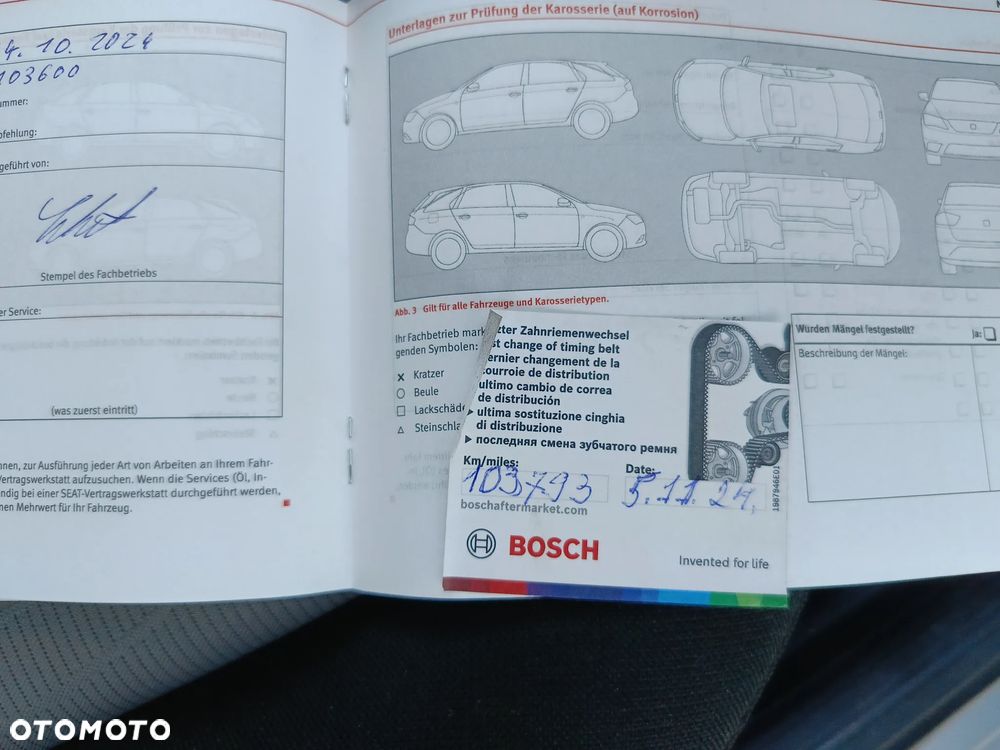 4. 10. 2024
103600
ummer:
pfehlung:
geführt von:
Stempel des Fachbetriebs
er Service:
(was zuerst eintritt)
nnen, zur Ausführung jeder Art von Arbeiten an Ihrem Fahr-
Vertragswerkstatt aufzusuchen. Wenn die Services (Öl, In-
ndig bei einer SEAT-Vertragswerkstatt durchgeführt werden,
nen Mehrwert für Ihr Fahrzeug.
Unterlagen zur Prüfung der Karosserie (auf Korrosion)
Abb. 3 Gilt für alle Fahrzeuge und Karosserietypen.
Ihr Fachbetrieb mark
genden Symbolen:
x Kratzer
○ Beule
□ Lackschäde
△ Steinschla
Wurden Mängel festgestellt?
Ja: □
Beschreibung der Mängel:
zter Zahnriemenwechsel
st change of timing belt
ernier changement de la
courroie de distribution
ultimo cambio de correa
de distribución
▸ ultima sostituzione cinghia
di distribuzione
▸ последняя смена зубчатого ремня
Km/miles:
Date:
103793
5.11.24,
boschaftermarket.com
1987946E01
BOSCH
Invented for life
OTOMOTO